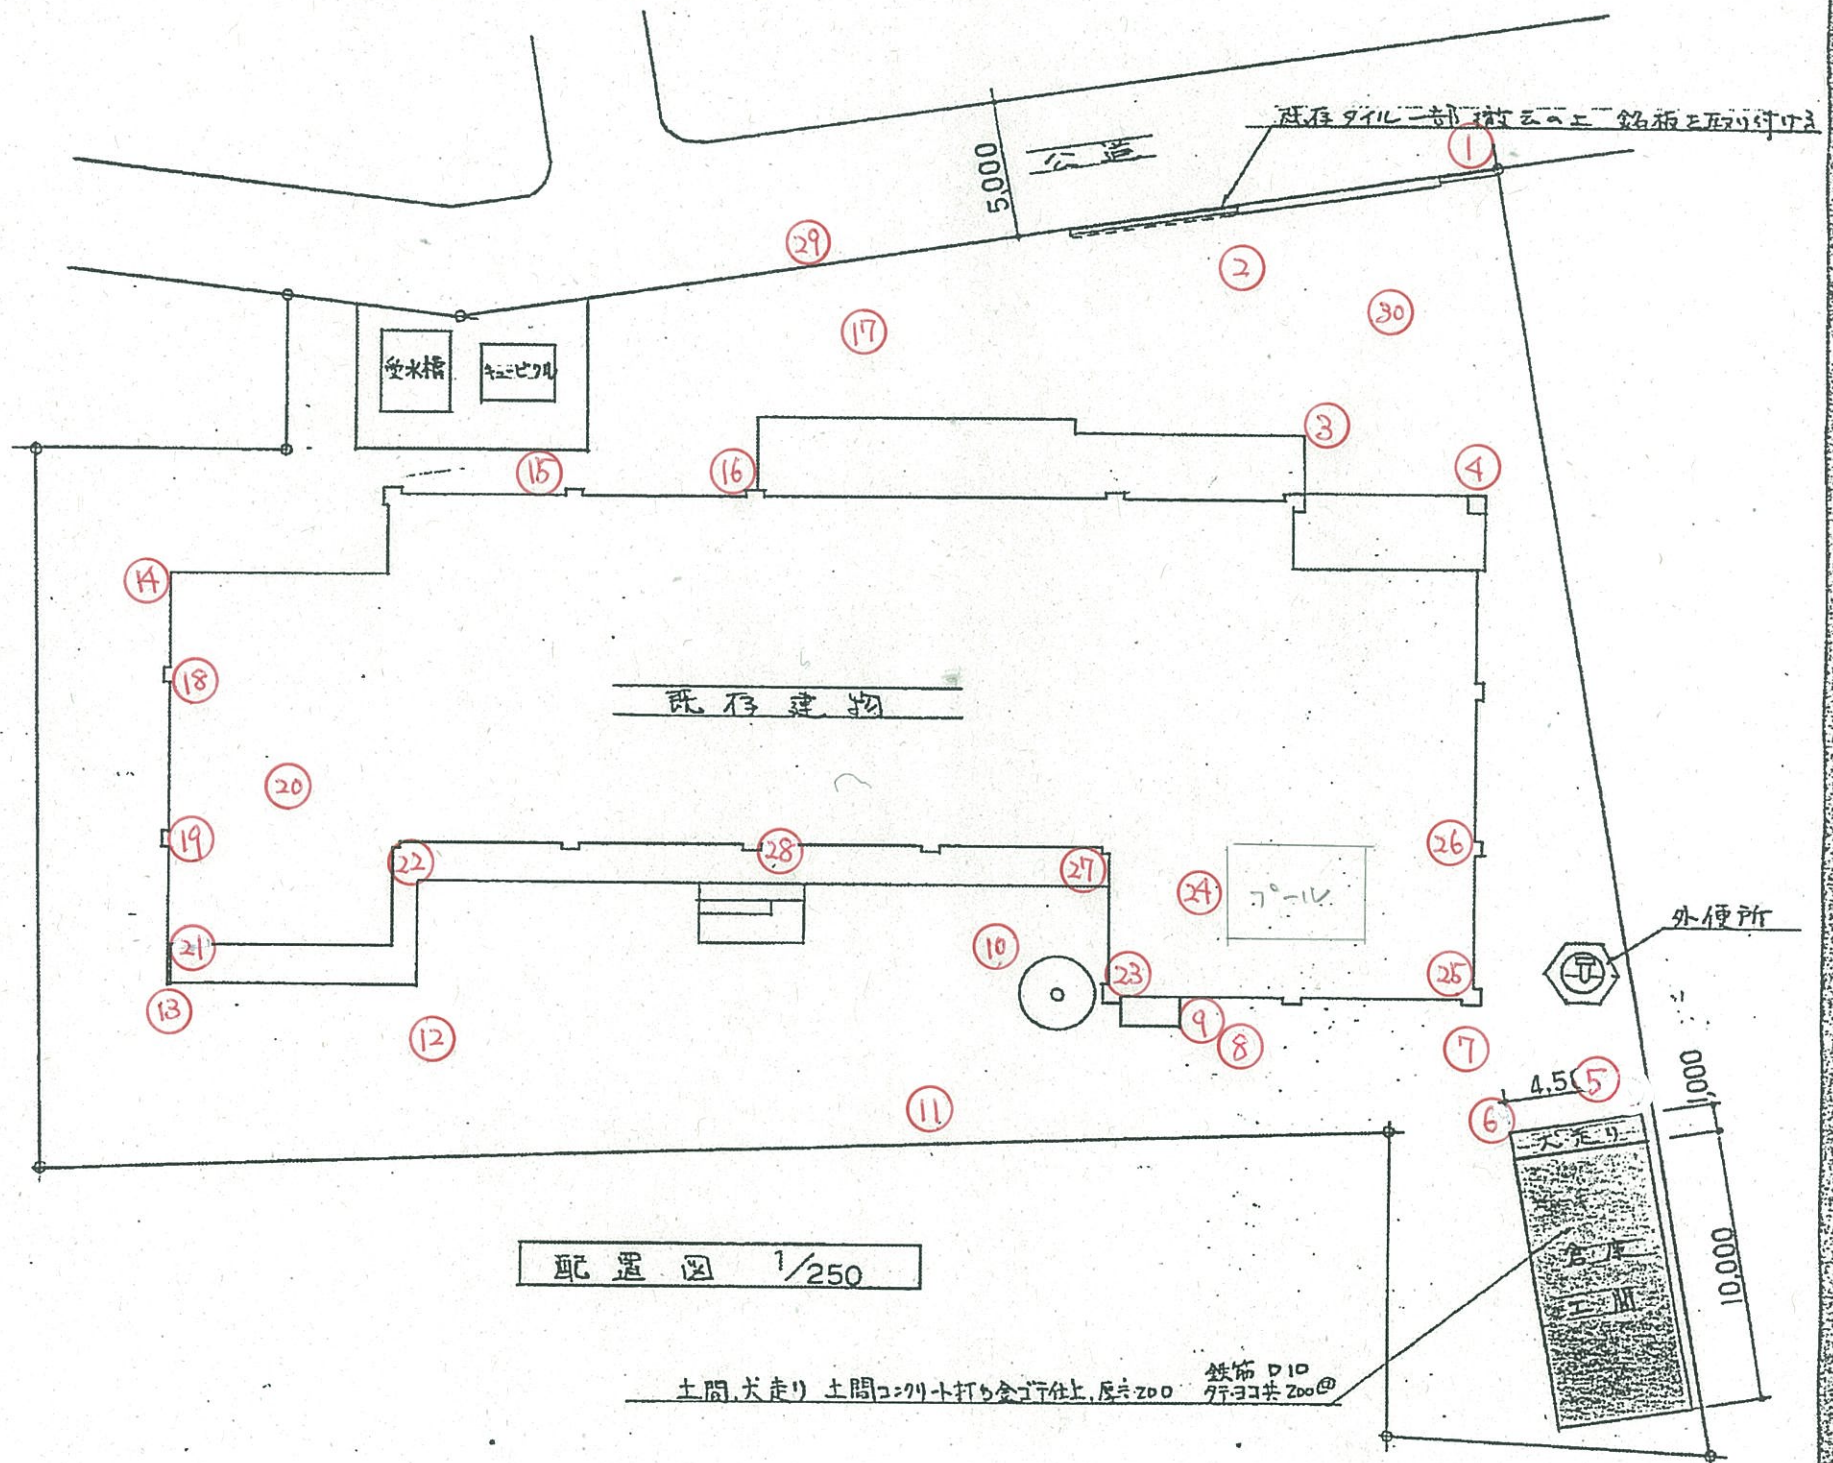 既存タイル一部撤去の上 銘板を取り付ける
①
公道
5,000
㉙
②
⑰
㉚
受水槽
キュービクル
③
⑮
⑯
④
⑭
⑱
既存建物
⑳
⑲
㉒
㉘
㉗
㉖
㉔
プール
外便所
㉑
⑩
㉓
㉕
⑬
⑫
⑨
⑧
⑦
⑪
4.5
⑤
1,000
⑥
犬走り
倉庫
土間
10,000
配置図 1/250
土間、犬走り 土間コンクリート打ち金ゴテ仕上、厚さ200
鉄筋 D10
タテ.ヨコ共 200@